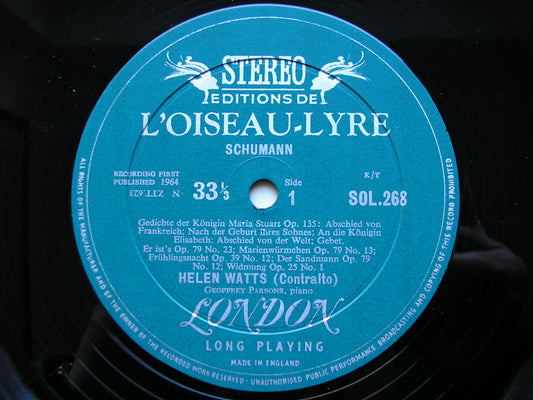 STEREO
EDITIONS DE
L'OISEAU-LYRE
SCHUMANN
RECORDING FIRST
PUBLISHED 1964
K/T
N ZIT.623
33⅓
Side
1
SOL.268
Gedichte der Königin Maria Stuart Op. 135: Abschied von
Frankreich; Nach der Geburt ihres Sohnes; An die Königin
Elisabeth; Abschied von der Welt; Gebet.
Er ist's Op. 79 No. 23; Marienwürmchen Op. 79 No. 13;
Frühlingsnacht Op. 39 No. 12; Der Sandmann Op. 79
No. 12; Widmung Op. 25 No. 1
HELEN WATTS (Contralto)
GEOFFREY PARSONS, piano
LONDON
LONG PLAYING
MADE IN ENGLAND
ALL RIGHTS OF THE MANUFACTURER AND OF THE OWNER OF THE RECORDED WORK RESERVED · UNAUTHORISED PUBLIC PERFORMANCE BROADCASTING AND COPYING OF THIS RECORD PROHIBITED